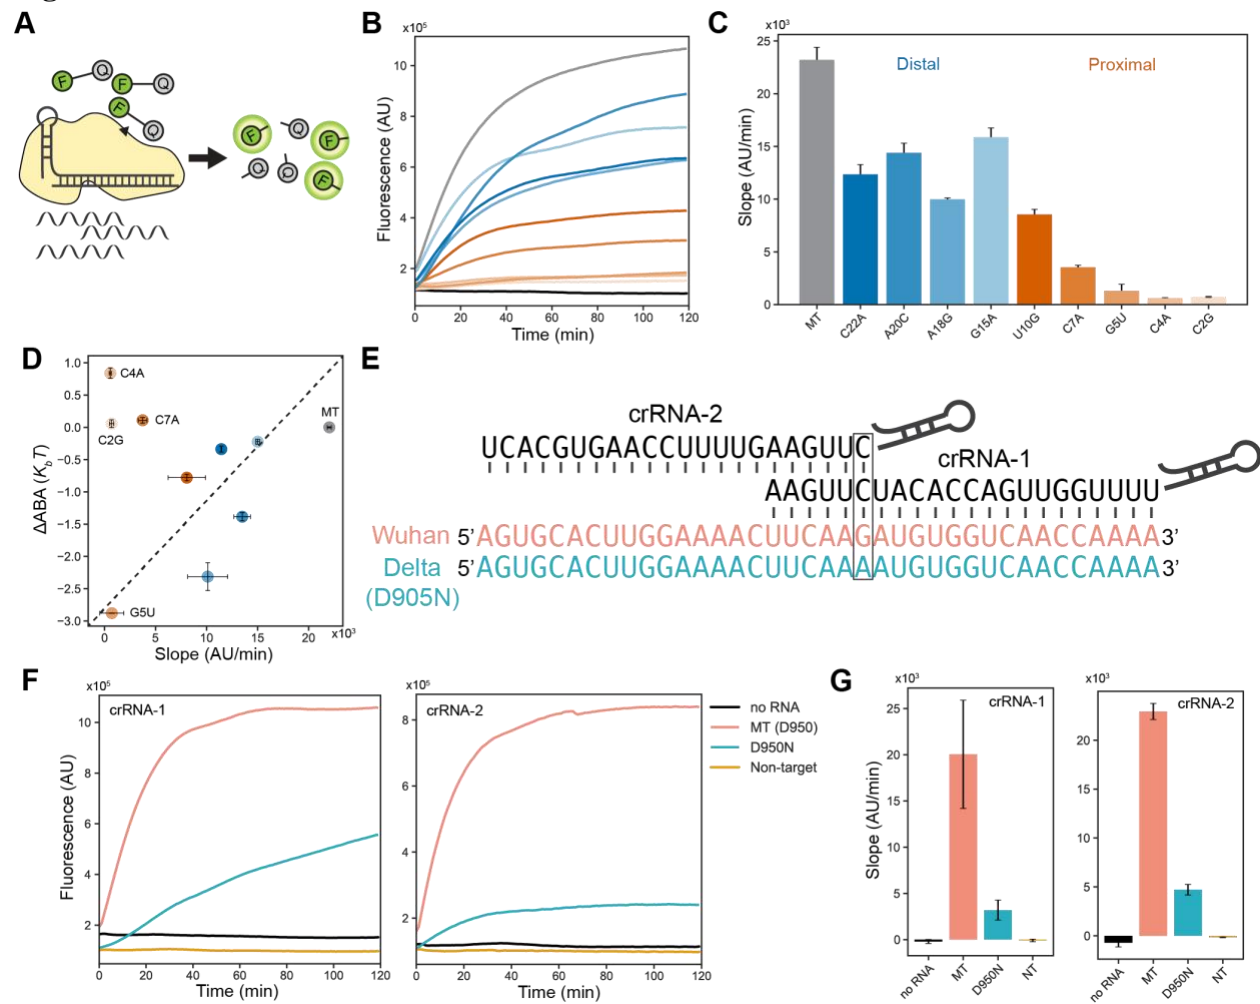 A
F
Q
F
Q
F
Q
F
Q
F
Q
Q
F
B
x10⁵
10
8
6
4
2
Fluorescence (AU)
0
20
40
60
80
100
120
Time (min)
C
x10³
25
20
15
10
5
0
Slope (AU/min)
Distal
Proximal
MT
C22A
A20C
A18G
G15A
U10G
C7A
G5U
C4A
C2G
D
1.0
0.5
0.0
−0.5
−1.0
−1.5
−2.0
−2.5
−3.0
ΔABA (KbT)
C4A
C7A
C2G
MT
G5U
0
5
10
15
20
x10³
Slope (AU/min)
E
crRNA-2
UCACGUGAACCUUUUGAAGUUC
crRNA-1
AAGUUCUACACCAGUUGGUUUU
Wuhan 5’AGUGCACUUGGAAAACUUCAAGAUGUGGUCAACCAAAA3’
Delta 5’AGUGCACUUGGAAAACUUCAAAAUGUGGUCAACCAAAA3’
(D905N)
F
x10⁵
crRNA-1
10
8
6
4
2
Fluorescence (AU)
0
20
40
60
80
100
120
Time (min)
x10⁵
crRNA-2
8
6
4
2
0
20
40
60
80
100
120
Time (min)
no RNA
MT (D950)
D950N
Non-target
G
x10³
crRNA-1
25
20
15
10
5
0
Slope (AU/min)
no RNA
MT
D950N
NT
x10³
crRNA-2
20
15
10
5
0
no RNA
MT
D950N
NT